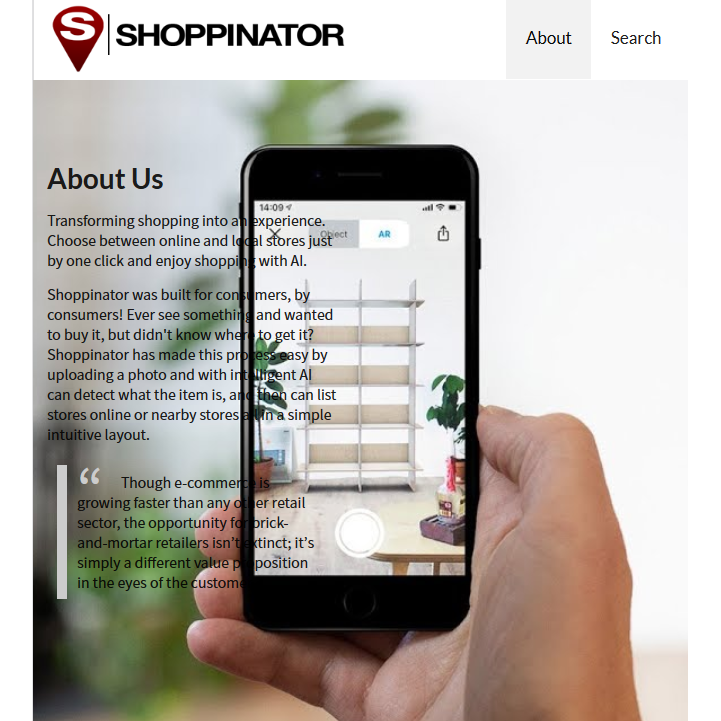 S SHOPPINATOR
About
Search
About Us
14:09
Object
AR
Transforming shopping into an experience.
Choose between online and local stores just
by one click and enjoy shopping with AI.
Shoppinator was built for consumers, by
consumers! Ever see something and wanted
to buy it, but didn't know where to get it?
Shoppinator has made this process easy by
uploading a photo and with intelligent AI
can detect what the item is, and then can list
stores online or nearby stores all in a simple
intuitive layout.
“ Though e-commerce is
growing faster than any other retail
sector, the opportunity for brick-
and-mortar retailers isn’t extinct; it’s
simply a different value proposition
in the eyes of the custome